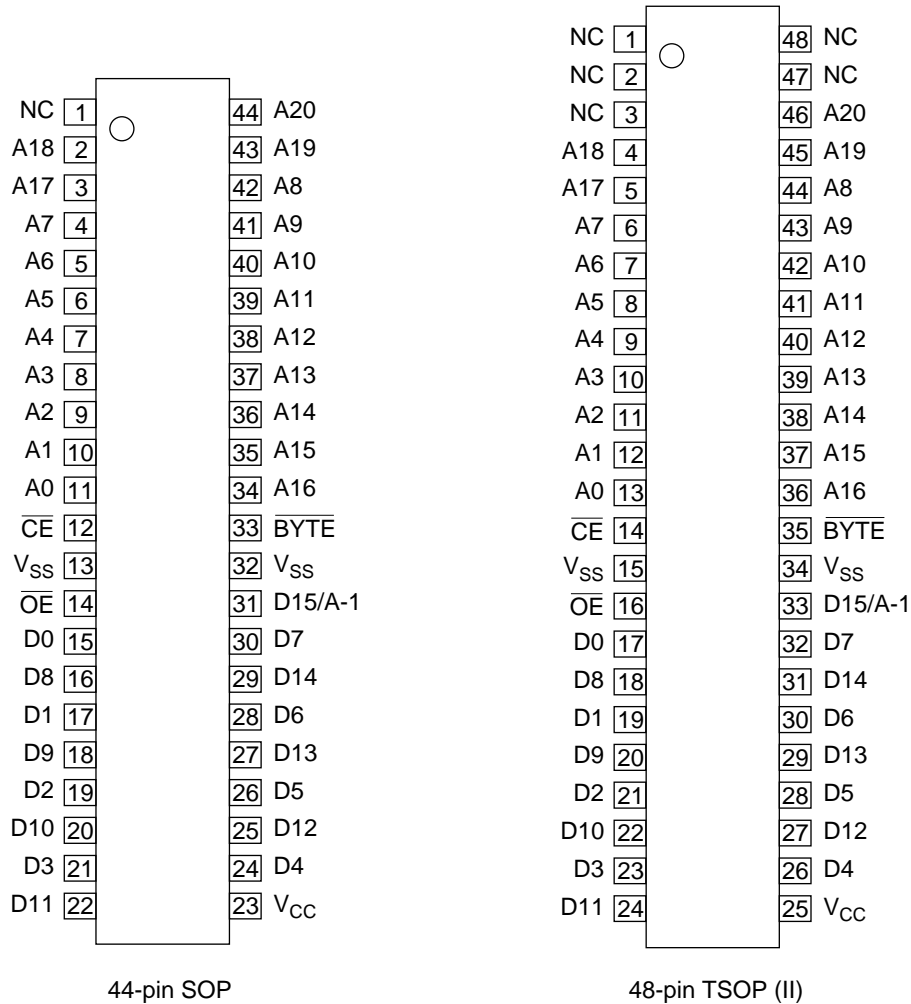 NC 1 44 A20
A18 2 43 A19
A17 3 42 A8
A7 4 41 A9
A6 5 40 A10
A5 6 39 A11
A4 7 38 A12
A3 8 37 A13
A2 9 36 A14
A1 10 35 A15
A0 11 34 A16
C̅E̅ 12 33 B̅Y̅T̅E̅
VSS 13 32 VSS
O̅E̅ 14 31 D15/A-1
D0 15 30 D7
D8 16 29 D14
D1 17 28 D6
D9 18 27 D13
D2 19 26 D5
D10 20 25 D12
D3 21 24 D4
D11 22 23 VCC
44-pin SOP
NC 1 48 NC
NC 2 47 NC
NC 3 46 A20
A18 4 45 A19
A17 5 44 A8
A7 6 43 A9
A6 7 42 A10
A5 8 41 A11
A4 9 40 A12
A3 10 39 A13
A2 11 38 A14
A1 12 37 A15
A0 13 36 A16
C̅E̅ 14 35 B̅Y̅T̅E̅
VSS 15 34 VSS
O̅E̅ 16 33 D15/A-1
D0 17 32 D7
D8 18 31 D14
D1 19 30 D6
D9 20 29 D13
D2 21 28 D5
D10 22 27 D12
D3 23 26 D4
D11 24 25 VCC
48-pin TSOP (II)